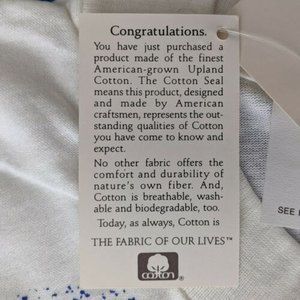 Congratulations.
You have just purchased a
product made of the finest
American-grown Upland
Cotton. The Cotton Seal
means this product, designed
and made by American
craftsmen, represents the out-
standing qualities of Cotton
you have come to know and
expect.
No other fabric offers the
comfort and durability of
nature's own fiber. And,
Cotton is breathable, wash-
able and biodegradable, too.
Today, as always, Cotton is
THE FABRIC OF OUR LIVES™
cotton®
SEE